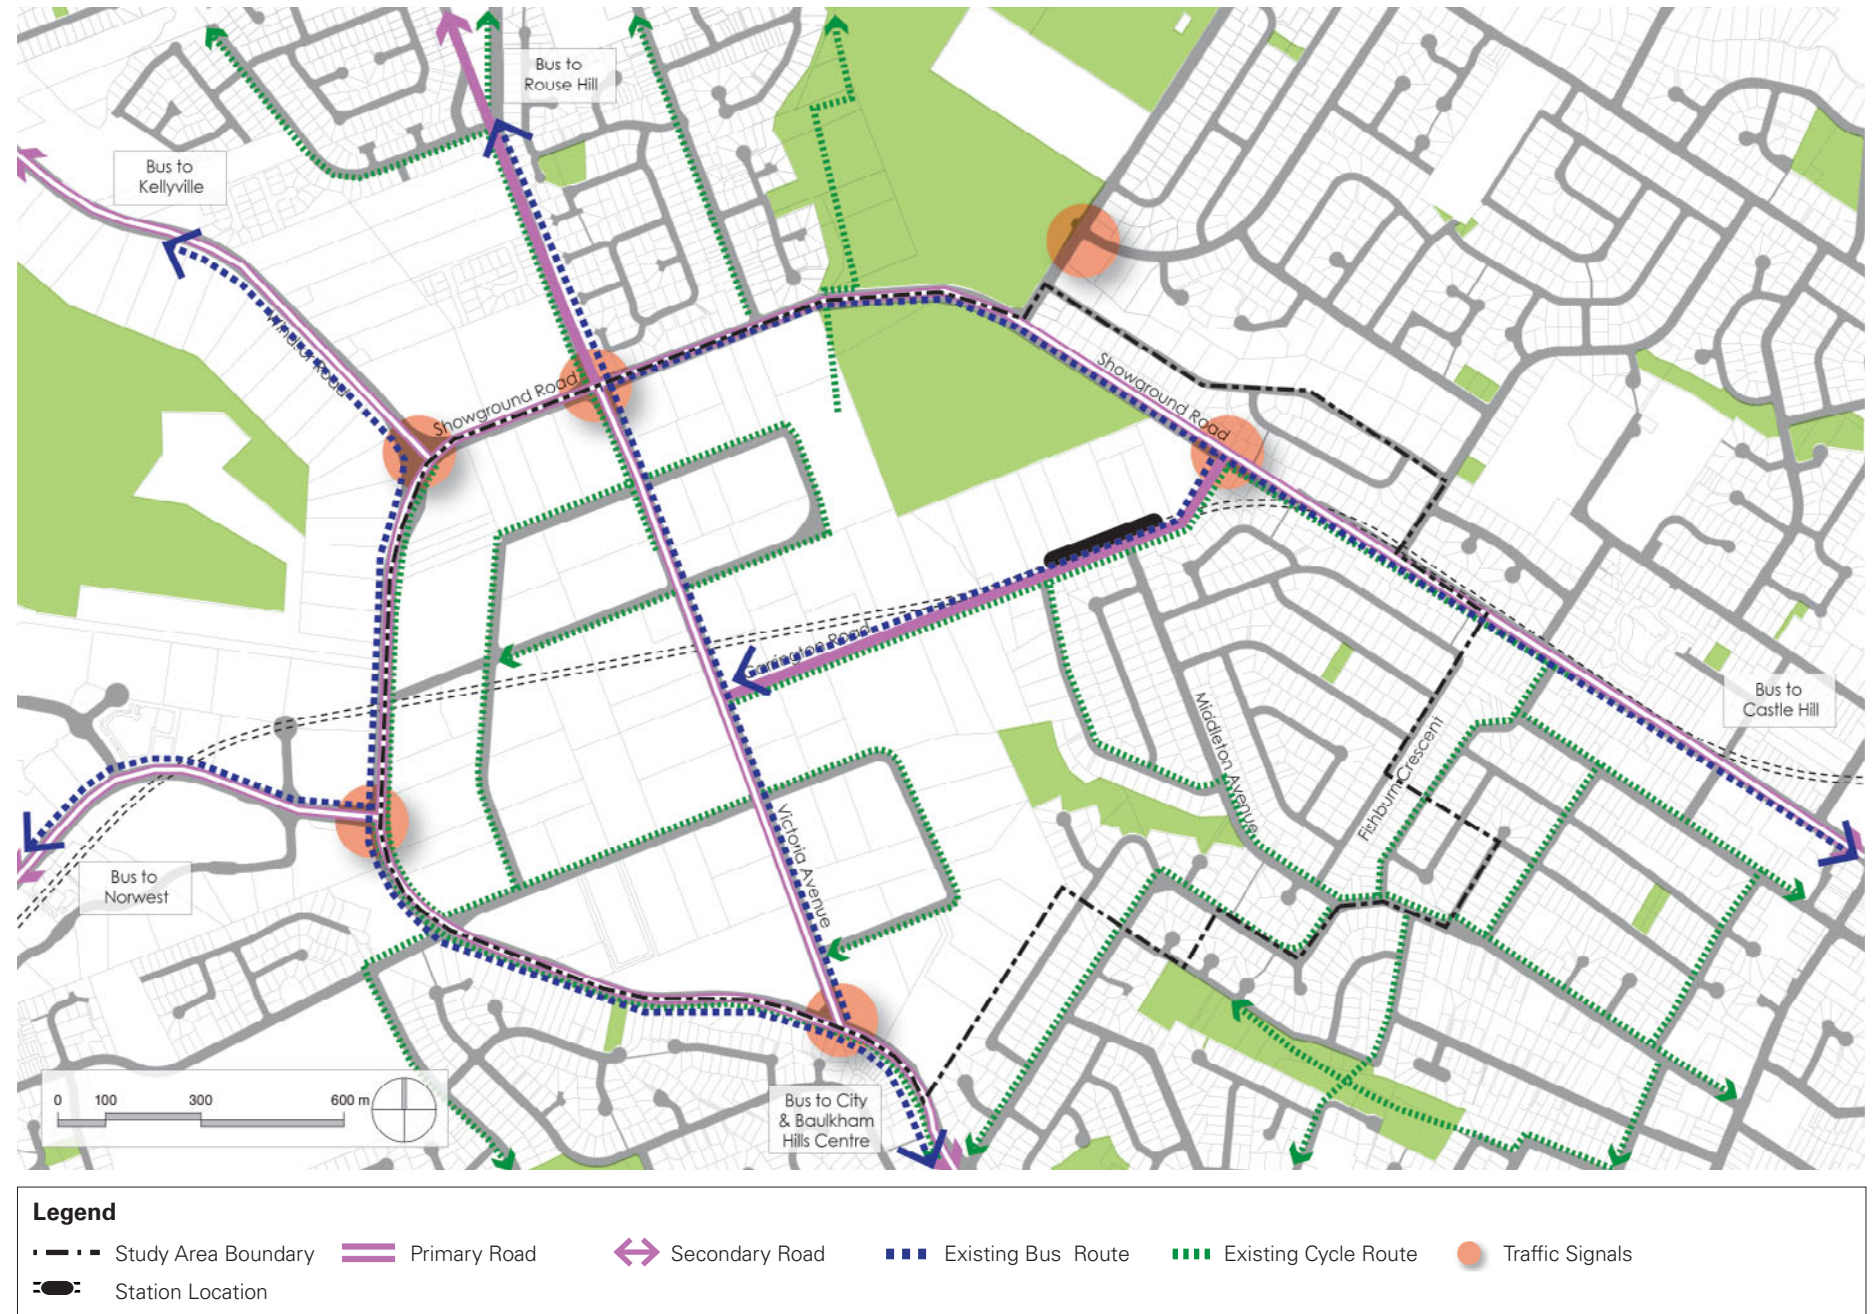 Bus to
Rouse Hill
Bus to
Kellyville
Windsor Road
Showground Road
Showground Road
Carrington Road
Middleton Avenue
Fishburn Crescent
Victoria Avenue
Bus to
Castle Hill
Bus to
Norwest
Bus to City
& Baulkham
Hills Centre
0 100 300 600 m
Legend
Study Area Boundary
Primary Road
Secondary Road
Existing Bus Route
Existing Cycle Route
Traffic Signals
Station Location